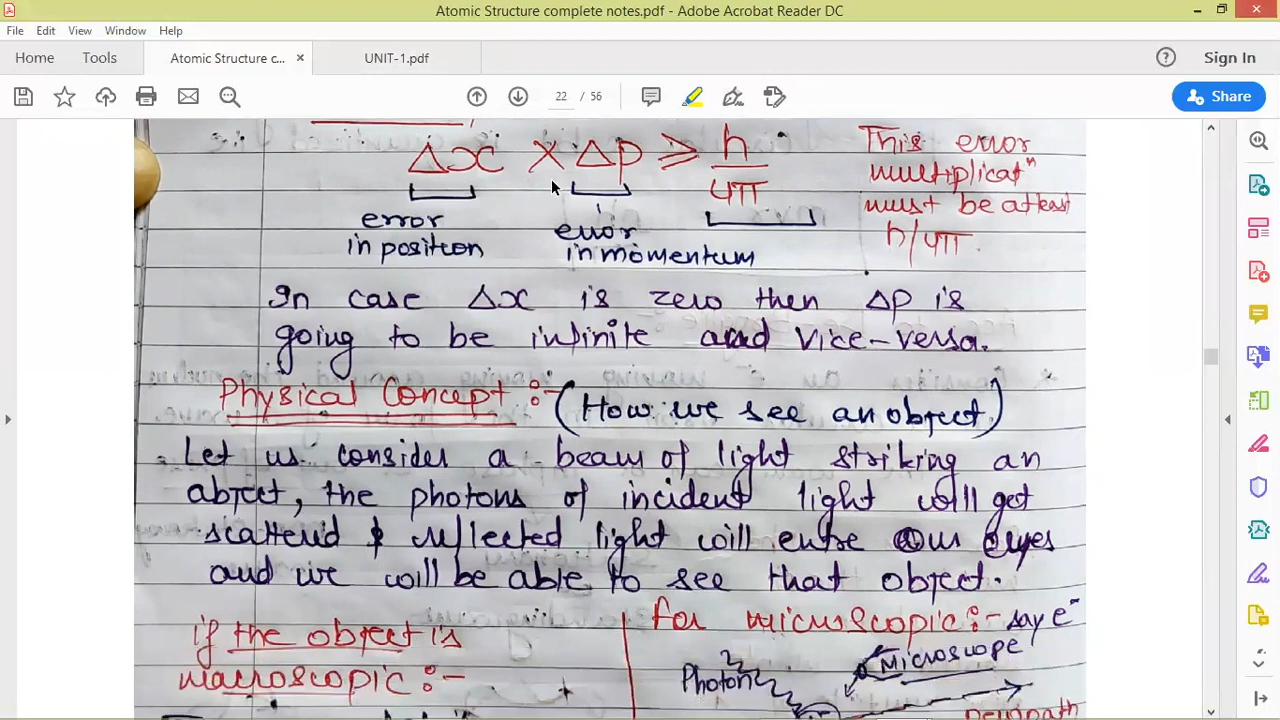 Atomic Structure complete notes.pdf - Adobe Acrobat Reader DC
File Edit View Window Help
Home Tools Atomic Structure c... × UNIT-1.pdf ? Sign In
22 / 56 Share
Δx × Δp ≥ h/4π
This error
multiplicatⁿ
must be atleast
h/4π
error
in position
error
in momentum
In case Δx is zero then Δp is
going to be infinite and vice-versa.
Physical Concept :- (How we see an object)
Let us consider a beam of light striking an
object, the photons of incident light will get
scatterd & reflected light will entre our eyes
and we will be able to see that object.
if the object is
macroscopic :-
for microscopic :- say e⁻
Photon
Microscope
path